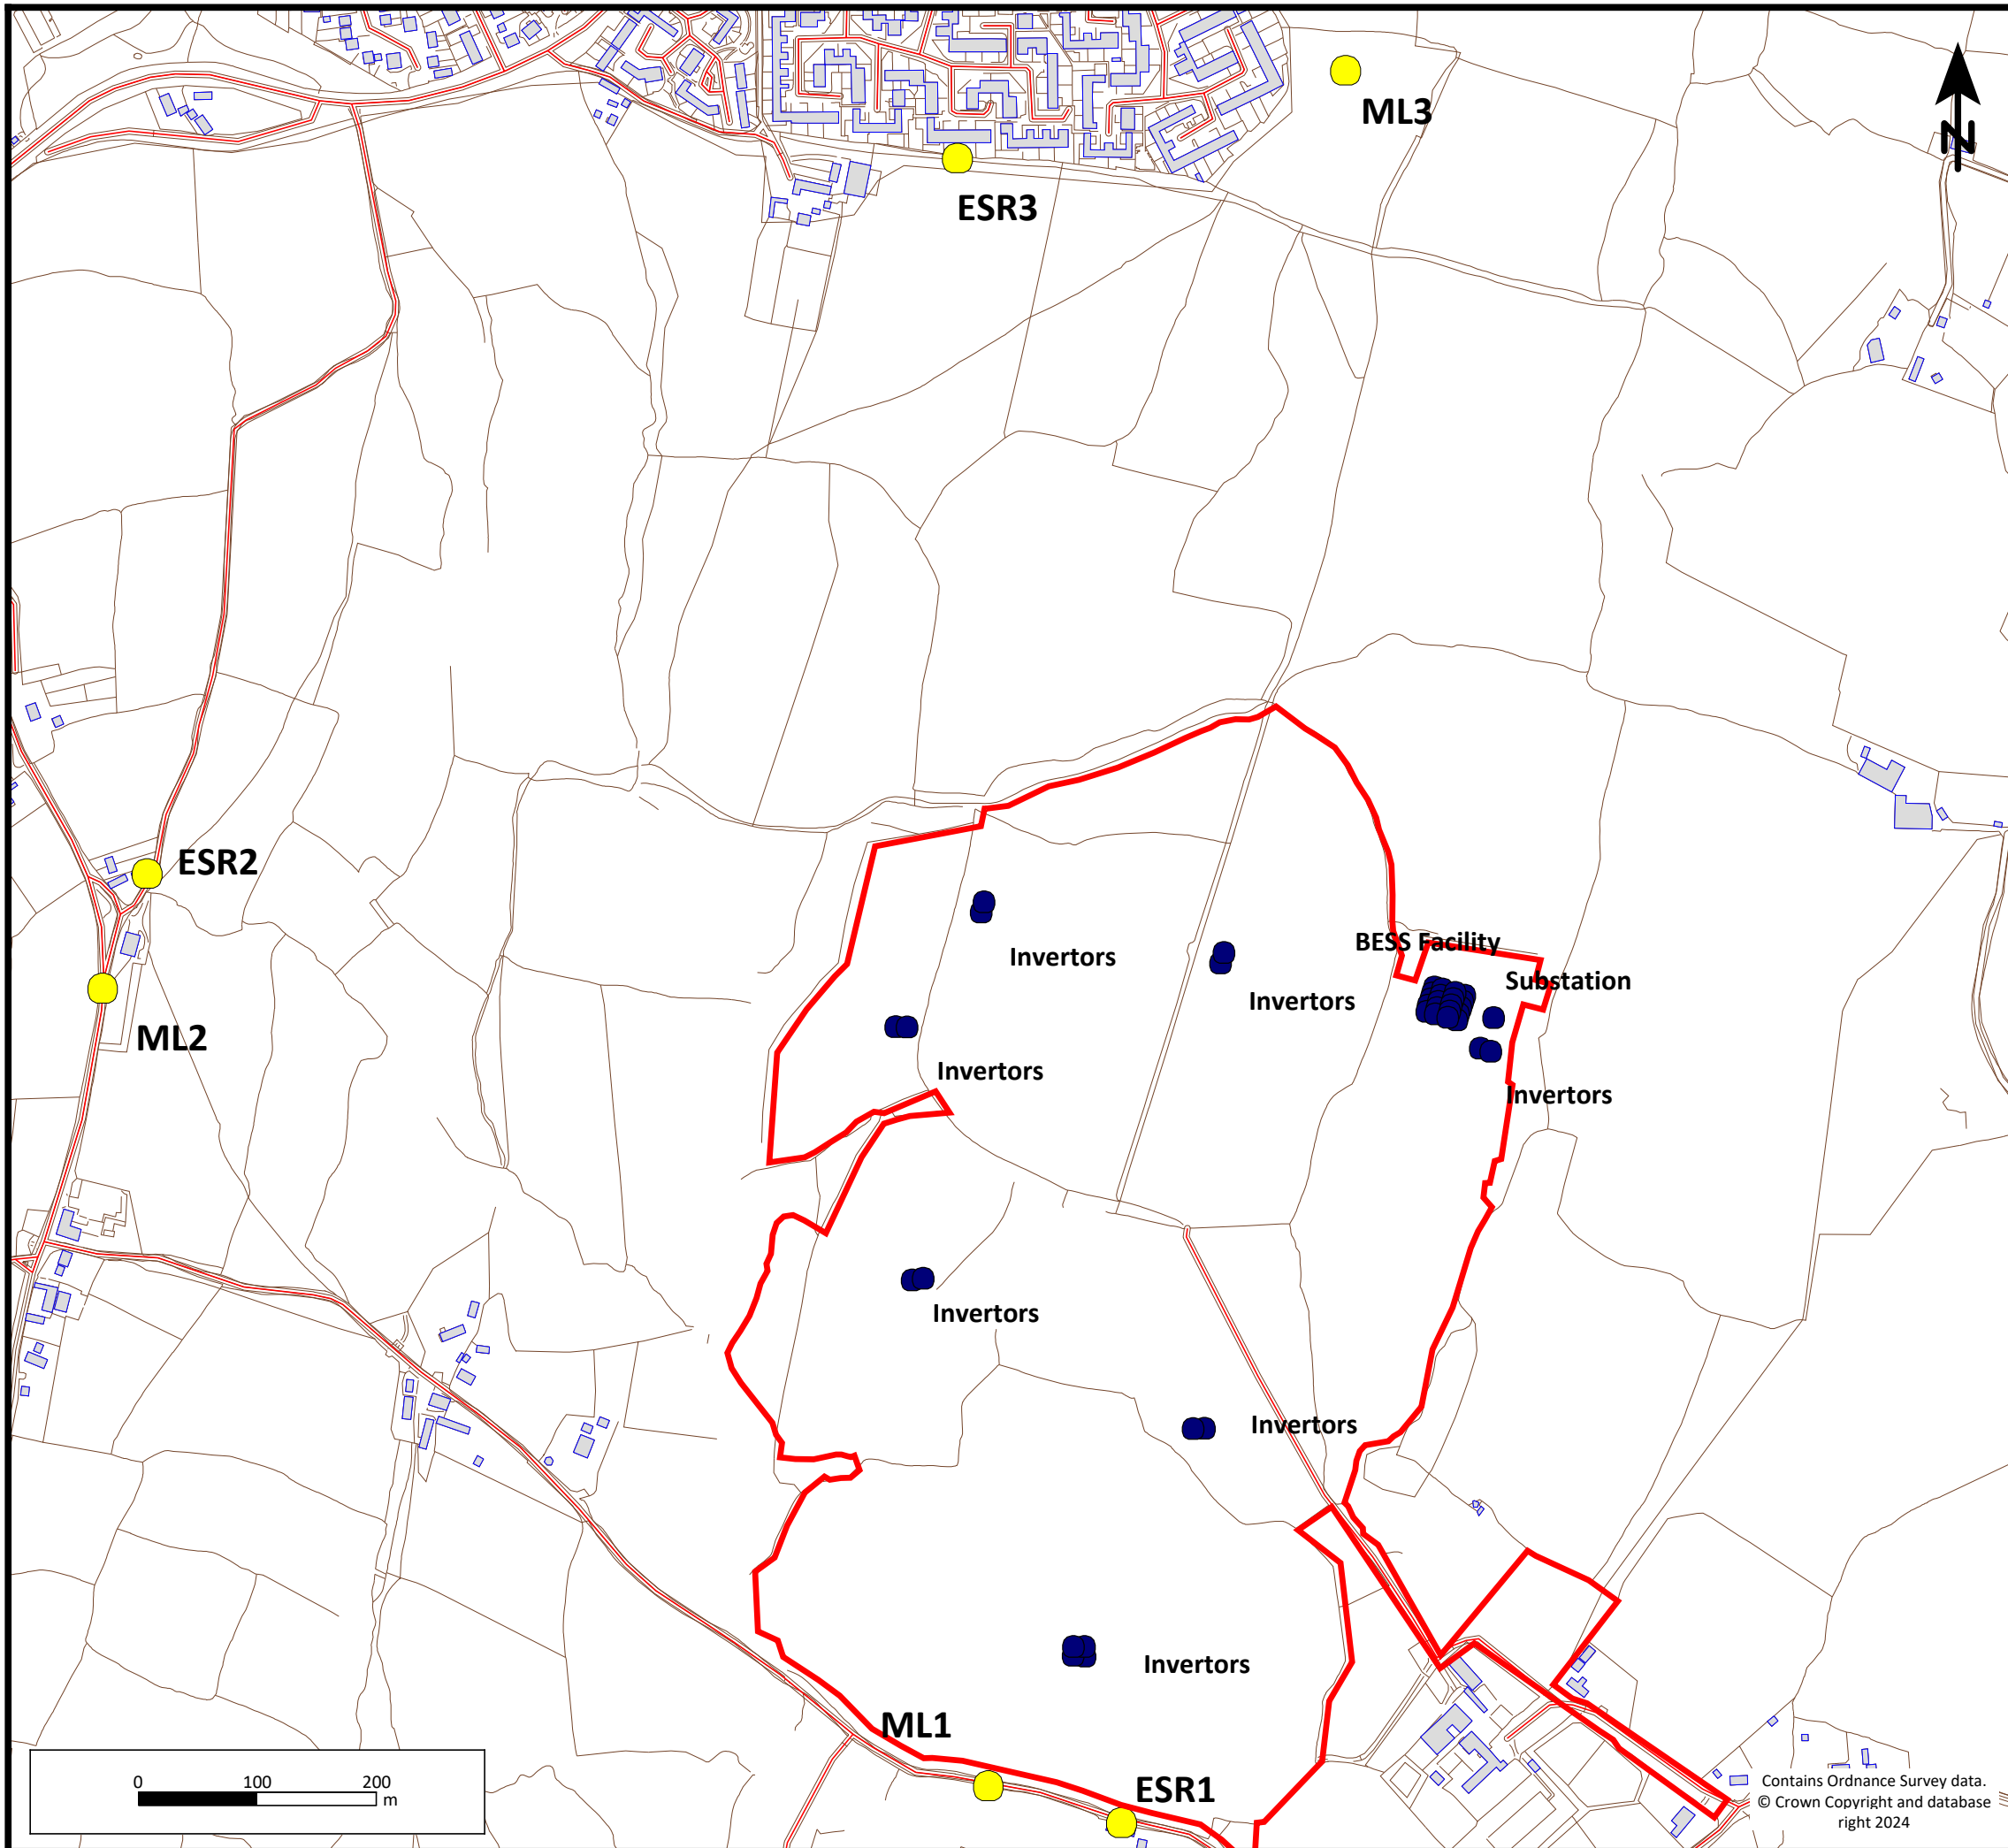 ML3
N
ESR3
ESR2
BESS Facility
Invertors
Substation
Invertors
ML2
Invertors
Invertors
Invertors
Invertors
Invertors
ML1
ESR1
0 100 200
m
Contains Ordnance Survey data.
© Crown Copyright and database
right 2024